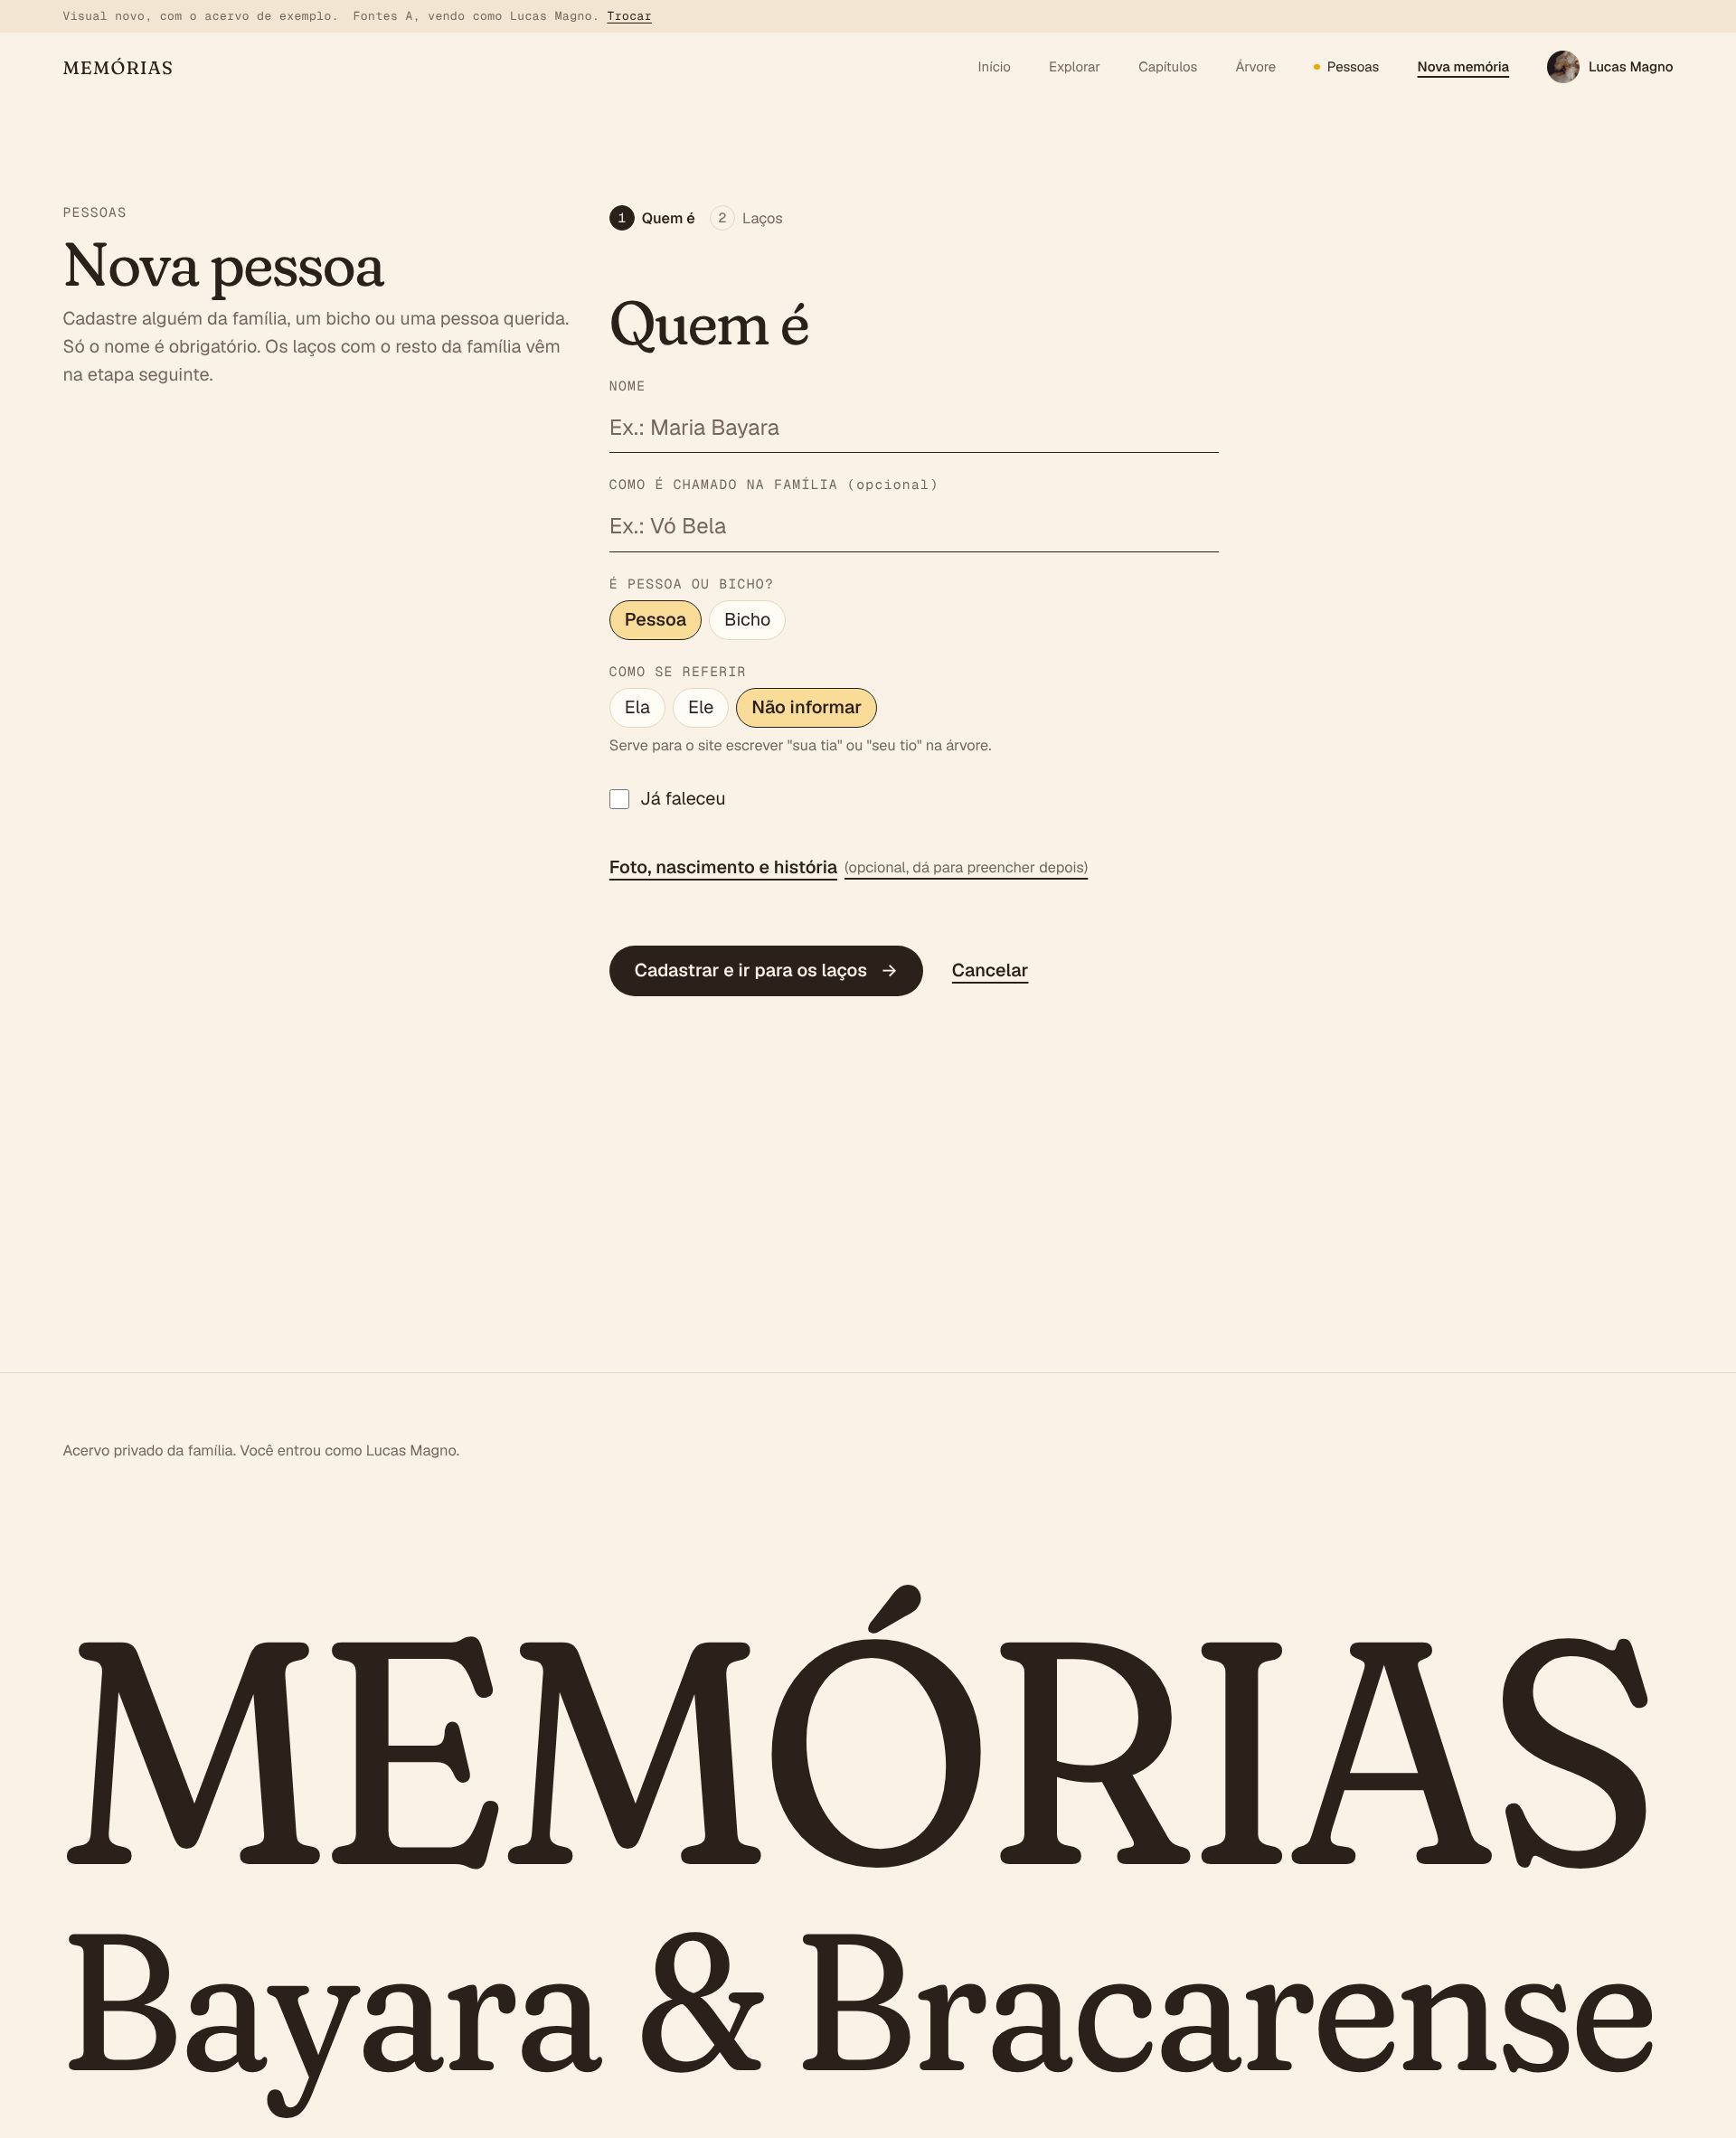 Visual novo, com o acervo de exemplo. Fontes A, vendo como Lucas Magno. Trocar
MEMÓRIAS
Início Explorar Capítulos Árvore Pessoas Nova memória Lucas Magno
PESSOAS
Nova pessoa
Cadastre alguém da família, um bicho ou uma pessoa querida.
Só o nome é obrigatório. Os laços com o resto da família vêm
na etapa seguinte.
1 Quem é 2 Laços
Quem é
NOME
Ex.: Maria Bayara
COMO É CHAMADO NA FAMÍLIA (opcional)
Ex.: Vó Bela
É PESSOA OU BICHO?
Pessoa Bicho
COMO SE REFERIR
Ela Ele Não informar
Serve para o site escrever "sua tia" ou "seu tio" na árvore.
Já faleceu
Foto, nascimento e história (opcional, dá para preencher depois)
Cadastrar e ir para os laços → Cancelar
Acervo privado da família. Você entrou como Lucas Magno.
MEMÓRIAS
Bayara & Bracarense